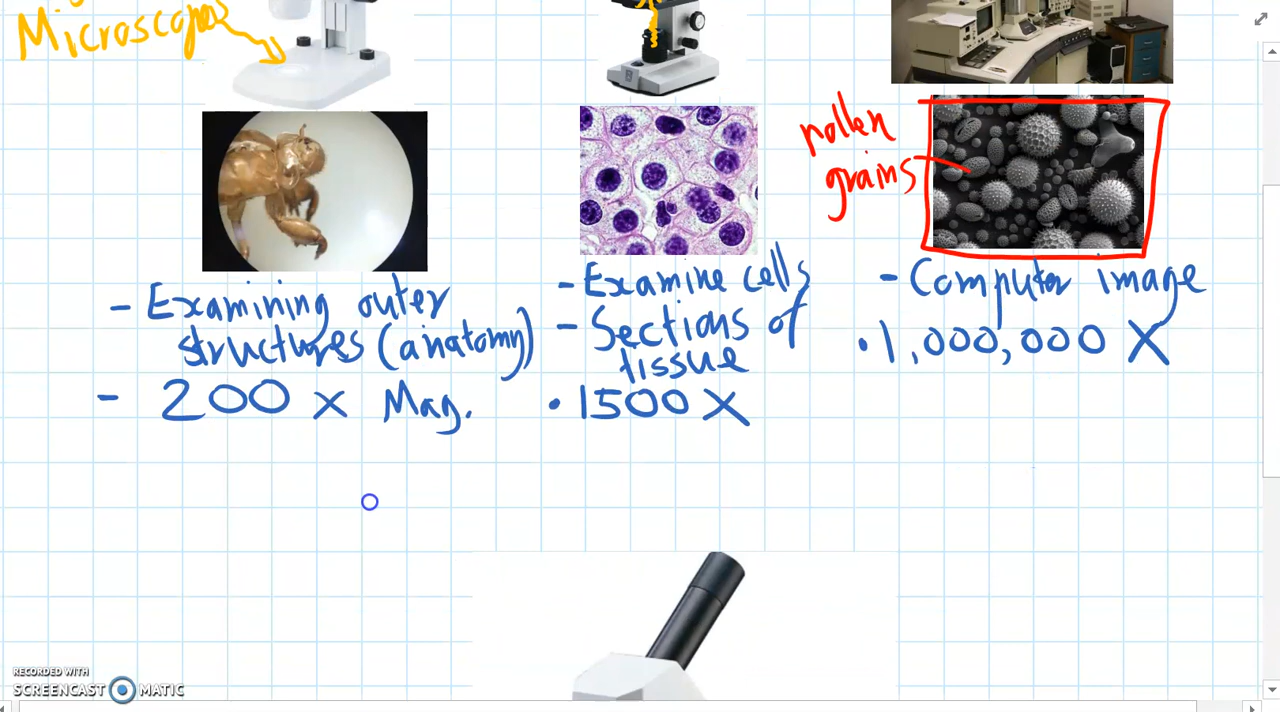 Microscopes
pollen
grains
- Examining outer
structures (anatomy)
- 200 x Mag.
- Examine cells
- Sections of
tissue
• 1500 X
- Computer image
• 1,000,000 X
RECORDED WITH
SCREENCAST MATIC